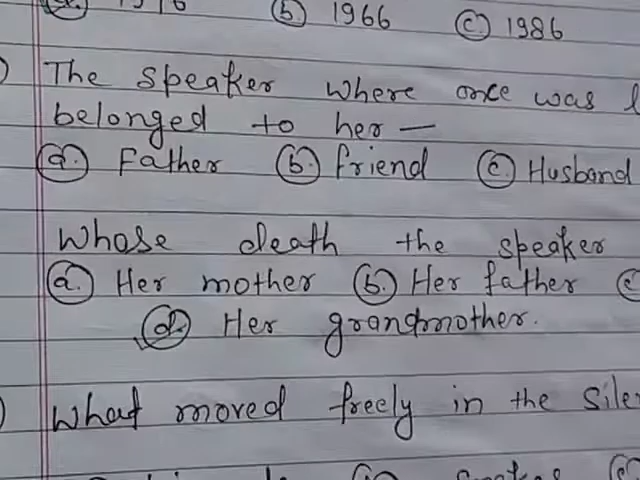 (b) 1966 (c) 1986
The speaker where once was
belonged to her —
(a.) Father (b.) friend (c.) Husband
Whose death the speaker
(a.) Her mother (b.) Her father
(d.) Her grandmother.
What moved freely in the